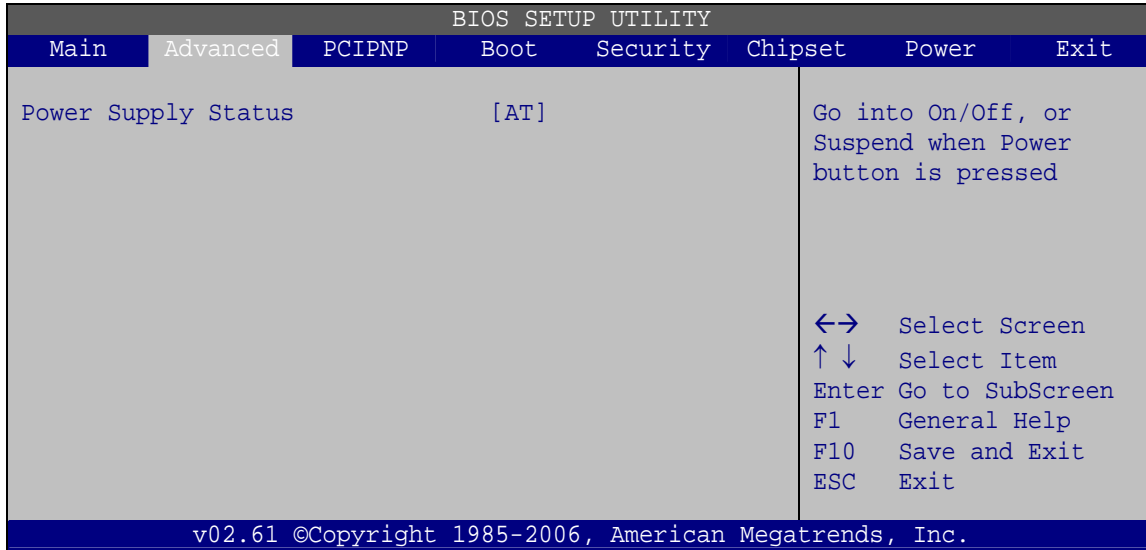 BIOS SETUP UTILITY
Main Advanced PCIPNP Boot Security Chipset Power Exit
Power Supply Status [AT]
Go into On/Off, or
Suspend when Power
button is pressed
←→ Select Screen
↑ ↓ Select Item
Enter Go to SubScreen
F1 General Help
F10 Save and Exit
ESC Exit
v02.61 ©Copyright 1985-2006, American Megatrends, Inc.